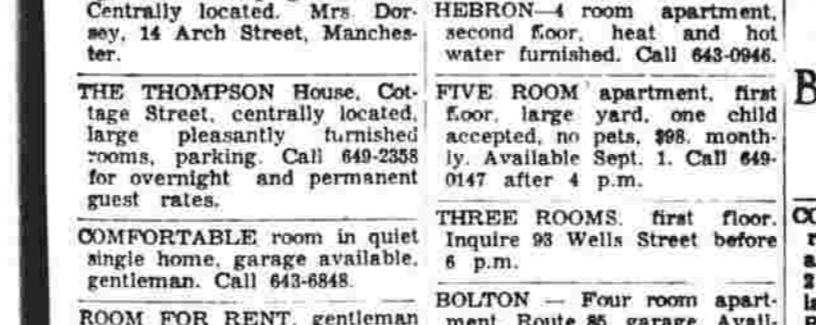 Centrally located. Mrs. Dor-
sey, 14 Arch Street, Manches-
ter.
THE THOMPSON House, Cot-
tage Street, centrally located,
large pleasantly furnished
rooms, parking. Call 649-2358
for overnight and permanent
guest rates.
COMFORTABLE room in quiet
single home, garage available,
gentleman. Call 643-6848.
ROOM FOR RENT, gentleman
HEBRON—4 room apartment,
second floor, heat and hot
water furnished. Call 643-0946.
FIVE ROOM apartment, first
floor, large yard, one child
accepted, no pets, $98. month-
ly. Available Sept. 1. Call 649-
0147 after 4 p.m.
THREE ROOMS, first floor.
Inquire 93 Wells Street before
6 p.m.
BOLTON — Four room apart-
ment, Route 85, garage. Avail-